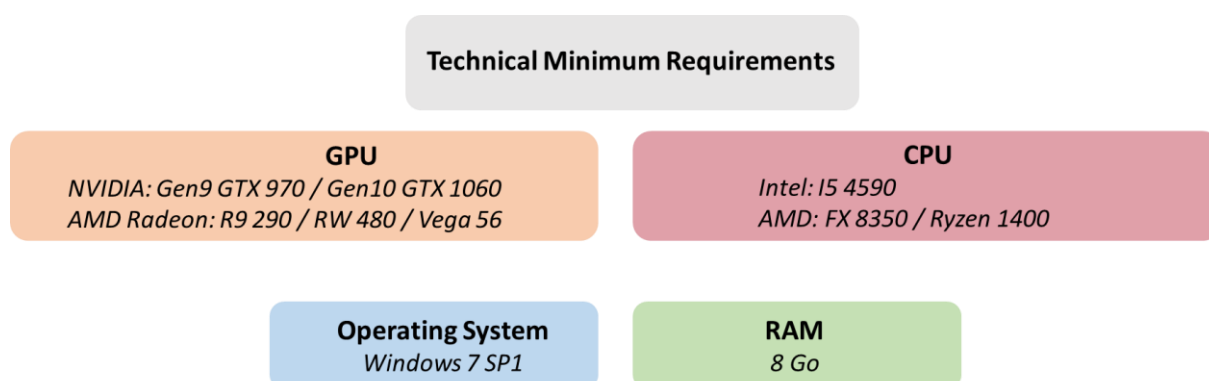 Technical Minimum Requirements
GPU
NVIDIA: Gen9 GTX 970 / Gen10 GTX 1060
AMD Radeon: R9 290 / RW 480 / Vega 56
CPU
Intel: I5 4590
AMD: FX 8350 / Ryzen 1400
Operating System
Windows 7 SP1
RAM
8 Go